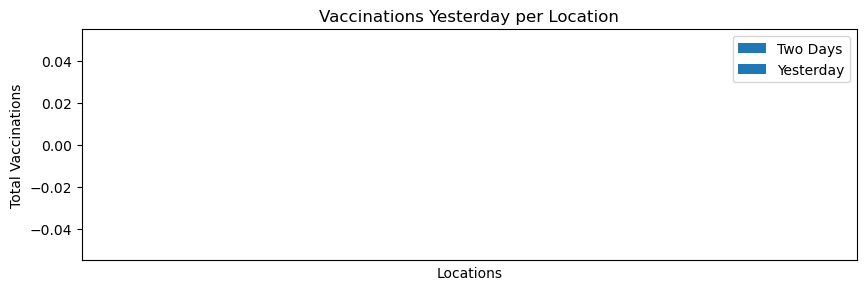 Vaccinations Yesterday per Location
Two Days
Yesterday
Total Vaccinations
0.04
0.02
0.00
−0.02
−0.04
Locations